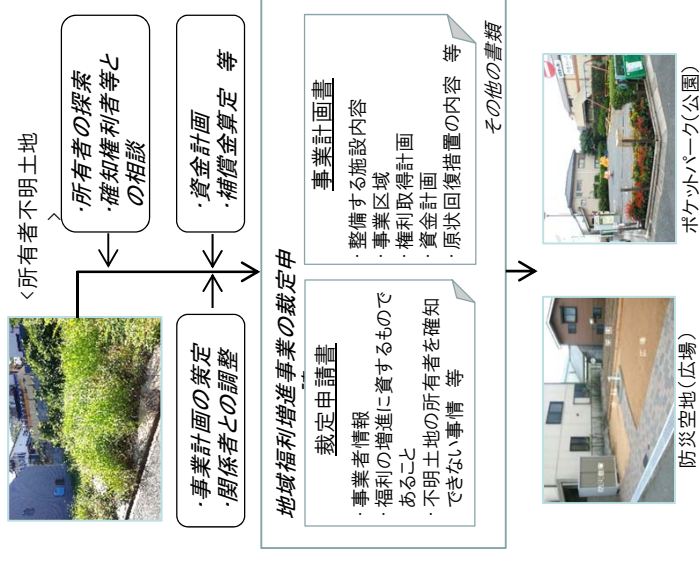 <所有者不明土地
>
・事業計画の策定
・関係者との調整
・所有者の探索
・確知権利者等と
の相談
・資金計画
・補償金算定　等
地域福利増進事業の裁定申
裁定申請書
・事業者情報
・福利の増進に資するもので
あること
・不明土地の所有者を確知
できない事情　等
事業計画書
・整備する施設内容
・事業区域
・権利取得計画
・資金計画
・原状回復措置の内容　等
その他の書類
防災空地(広場)
ポケットパーク(公園)